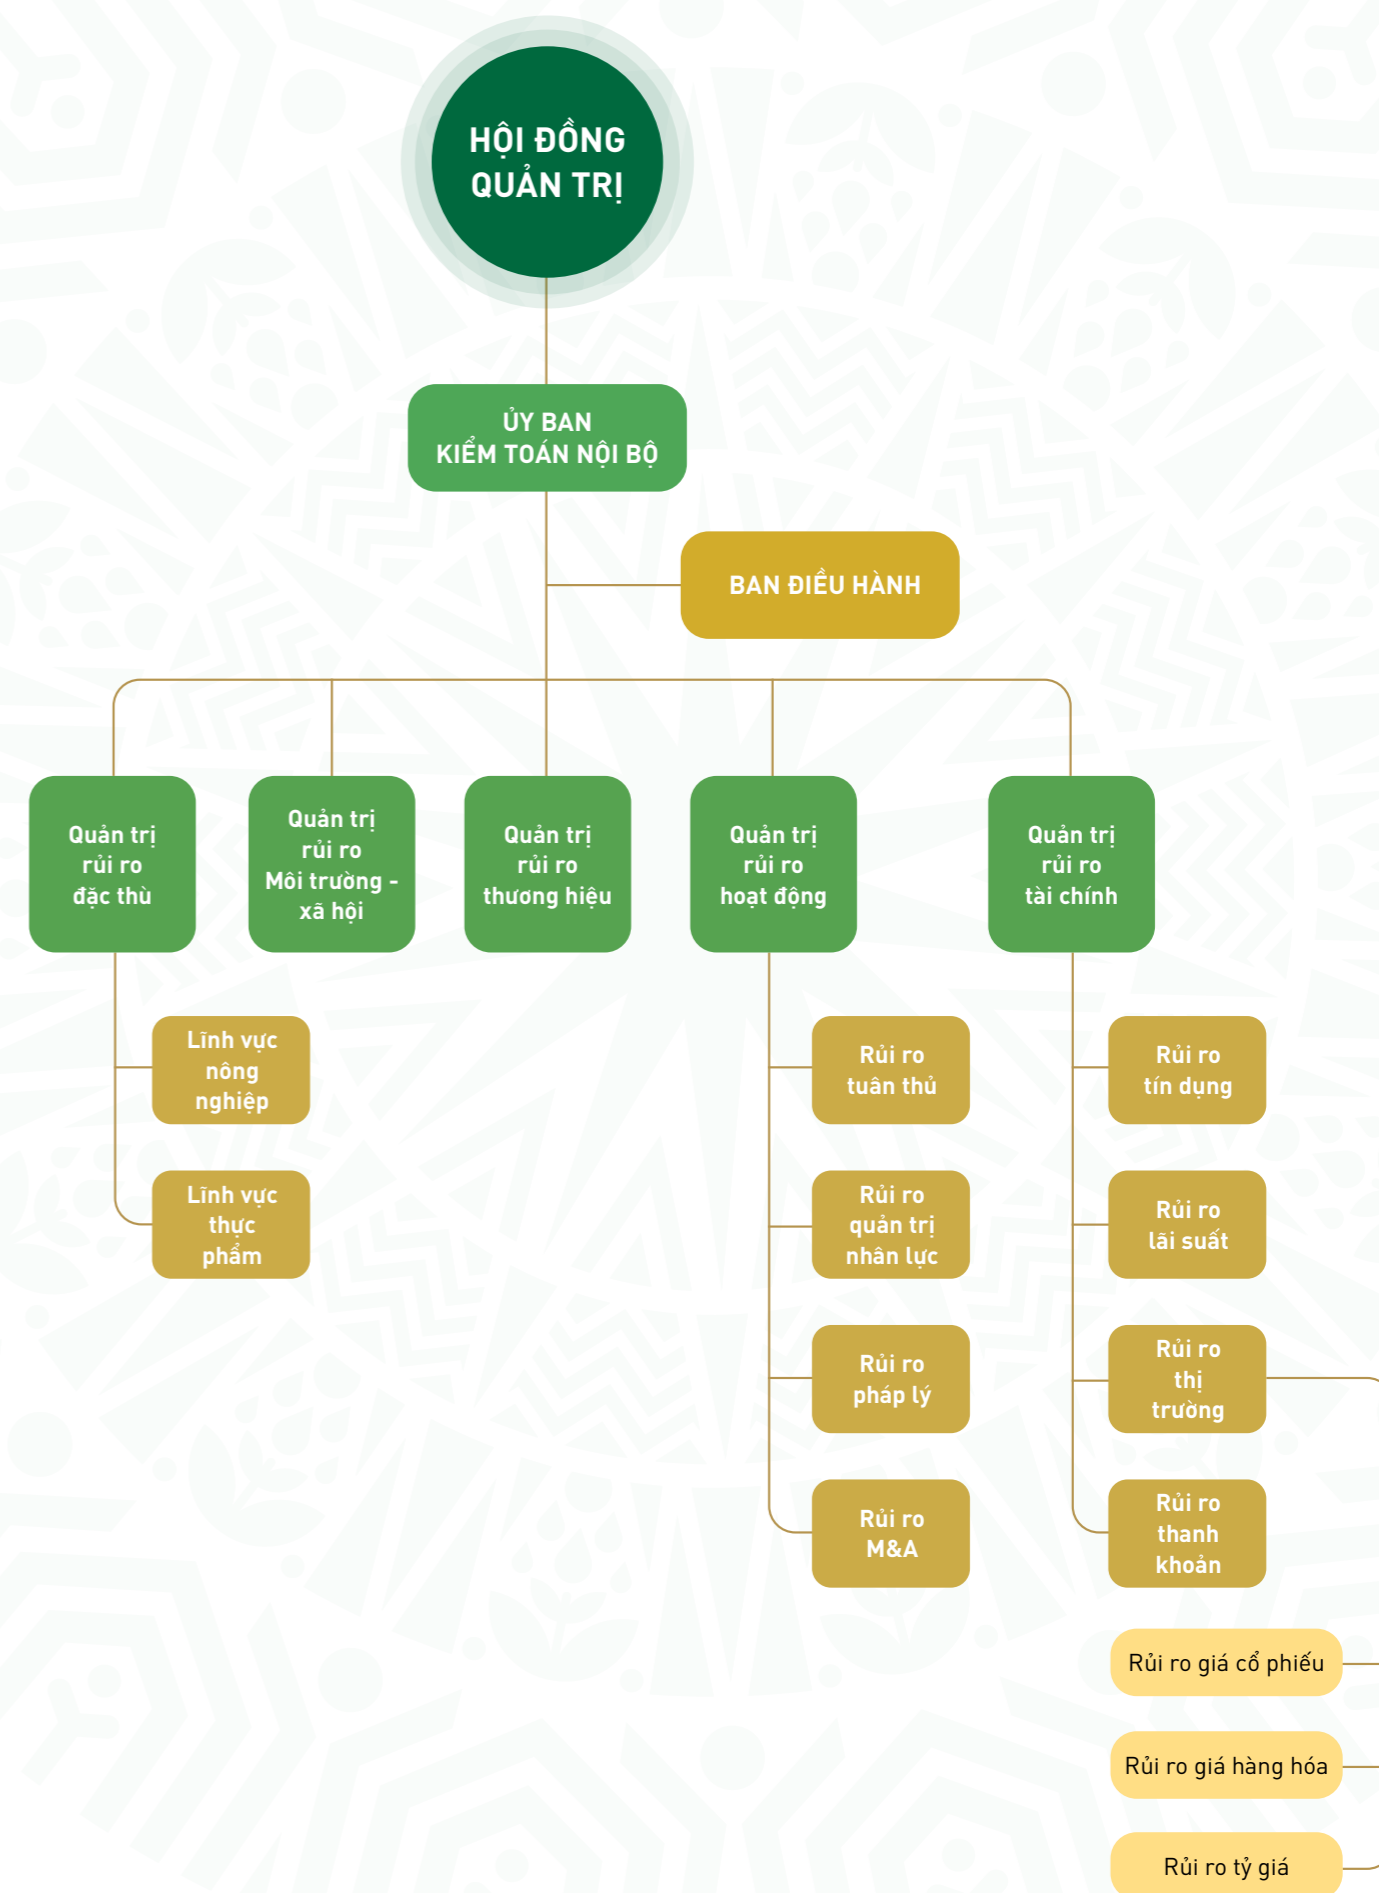 HỘI ĐỒNG
QUẢN TRỊ
ỦY BAN
KIỂM TOÁN NỘI BỘ
BAN ĐIỀU HÀNH
Quản trị
rủi ro
đặc thù
Quản trị
rủi ro
Môi trường -
xã hội
Quản trị
rủi ro
thương hiệu
Quản trị
rủi ro
hoạt động
Quản trị
rủi ro
tài chính
Lĩnh vực
nông
nghiệp
Lĩnh vực
thực
phẩm
Rủi ro
tuân thủ
Rủi ro
quản trị
nhân lực
Rủi ro
pháp lý
Rủi ro
M&A
Rủi ro
tín dụng
Rủi ro
lãi suất
Rủi ro
thị
trường
Rủi ro
thanh
khoản
Rủi ro giá cổ phiếu
Rủi ro giá hàng hóa
Rủi ro tỷ giá